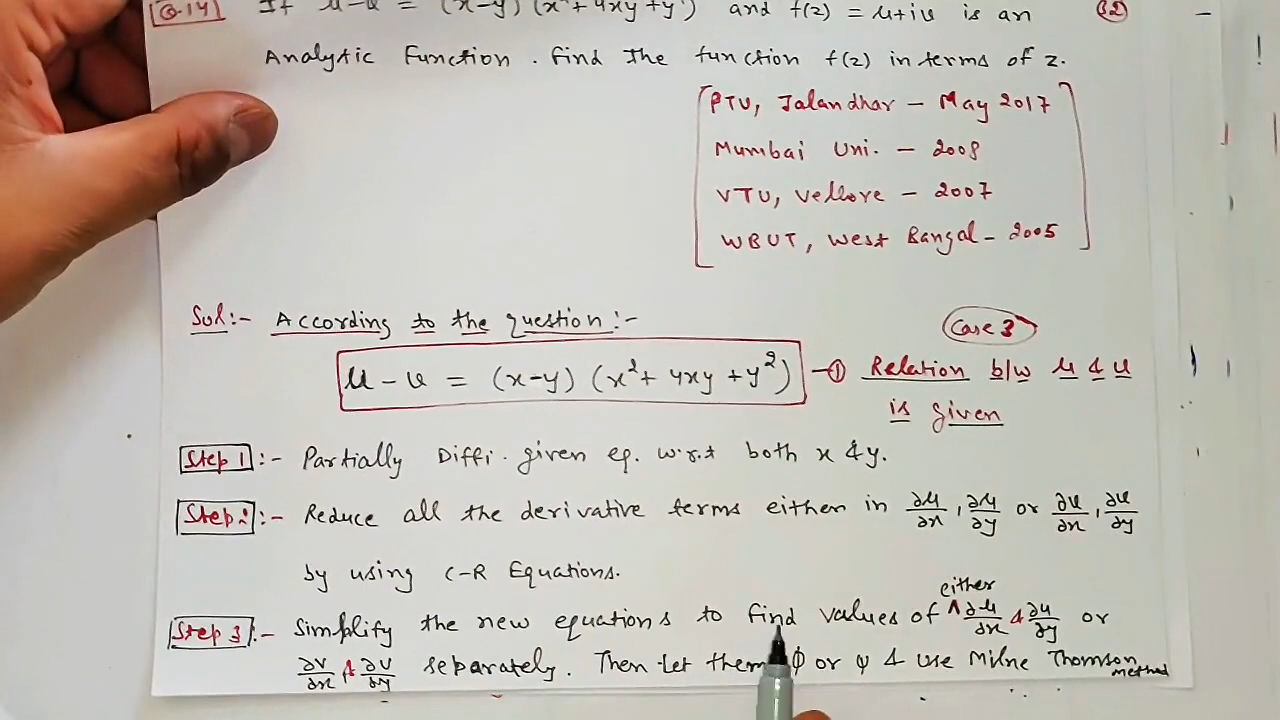 Q.14 If u-v = (x-y) (x²+4xy+y²) and f(z) = u+iv is an
Analytic Function. Find the function f(z) in terms of z.
PTU, Jalandhar - May 2017
Mumbai Uni. - 2008
VTU, Vellore - 2007
WBUT, West Bangal - 2005
Sol:- According to the question:-
Case 3
u-v = (x-y) (x²+4xy+y²) —① Relation b/w u & v
is given
Step 1:- Partially Diffi. given eq. w.r.t both x & y.
Step 2:- Reduce all the derivative terms either in ∂u/∂x, ∂u/∂y or ∂v/∂x, ∂v/∂y
by using C-R Equations.
Step 3:- Simplify the new equations to find values of either ∂u/∂x & ∂u/∂y or
∂v/∂x & ∂v/∂y separately. Then let them φ or ψ & use Milne Thomson method